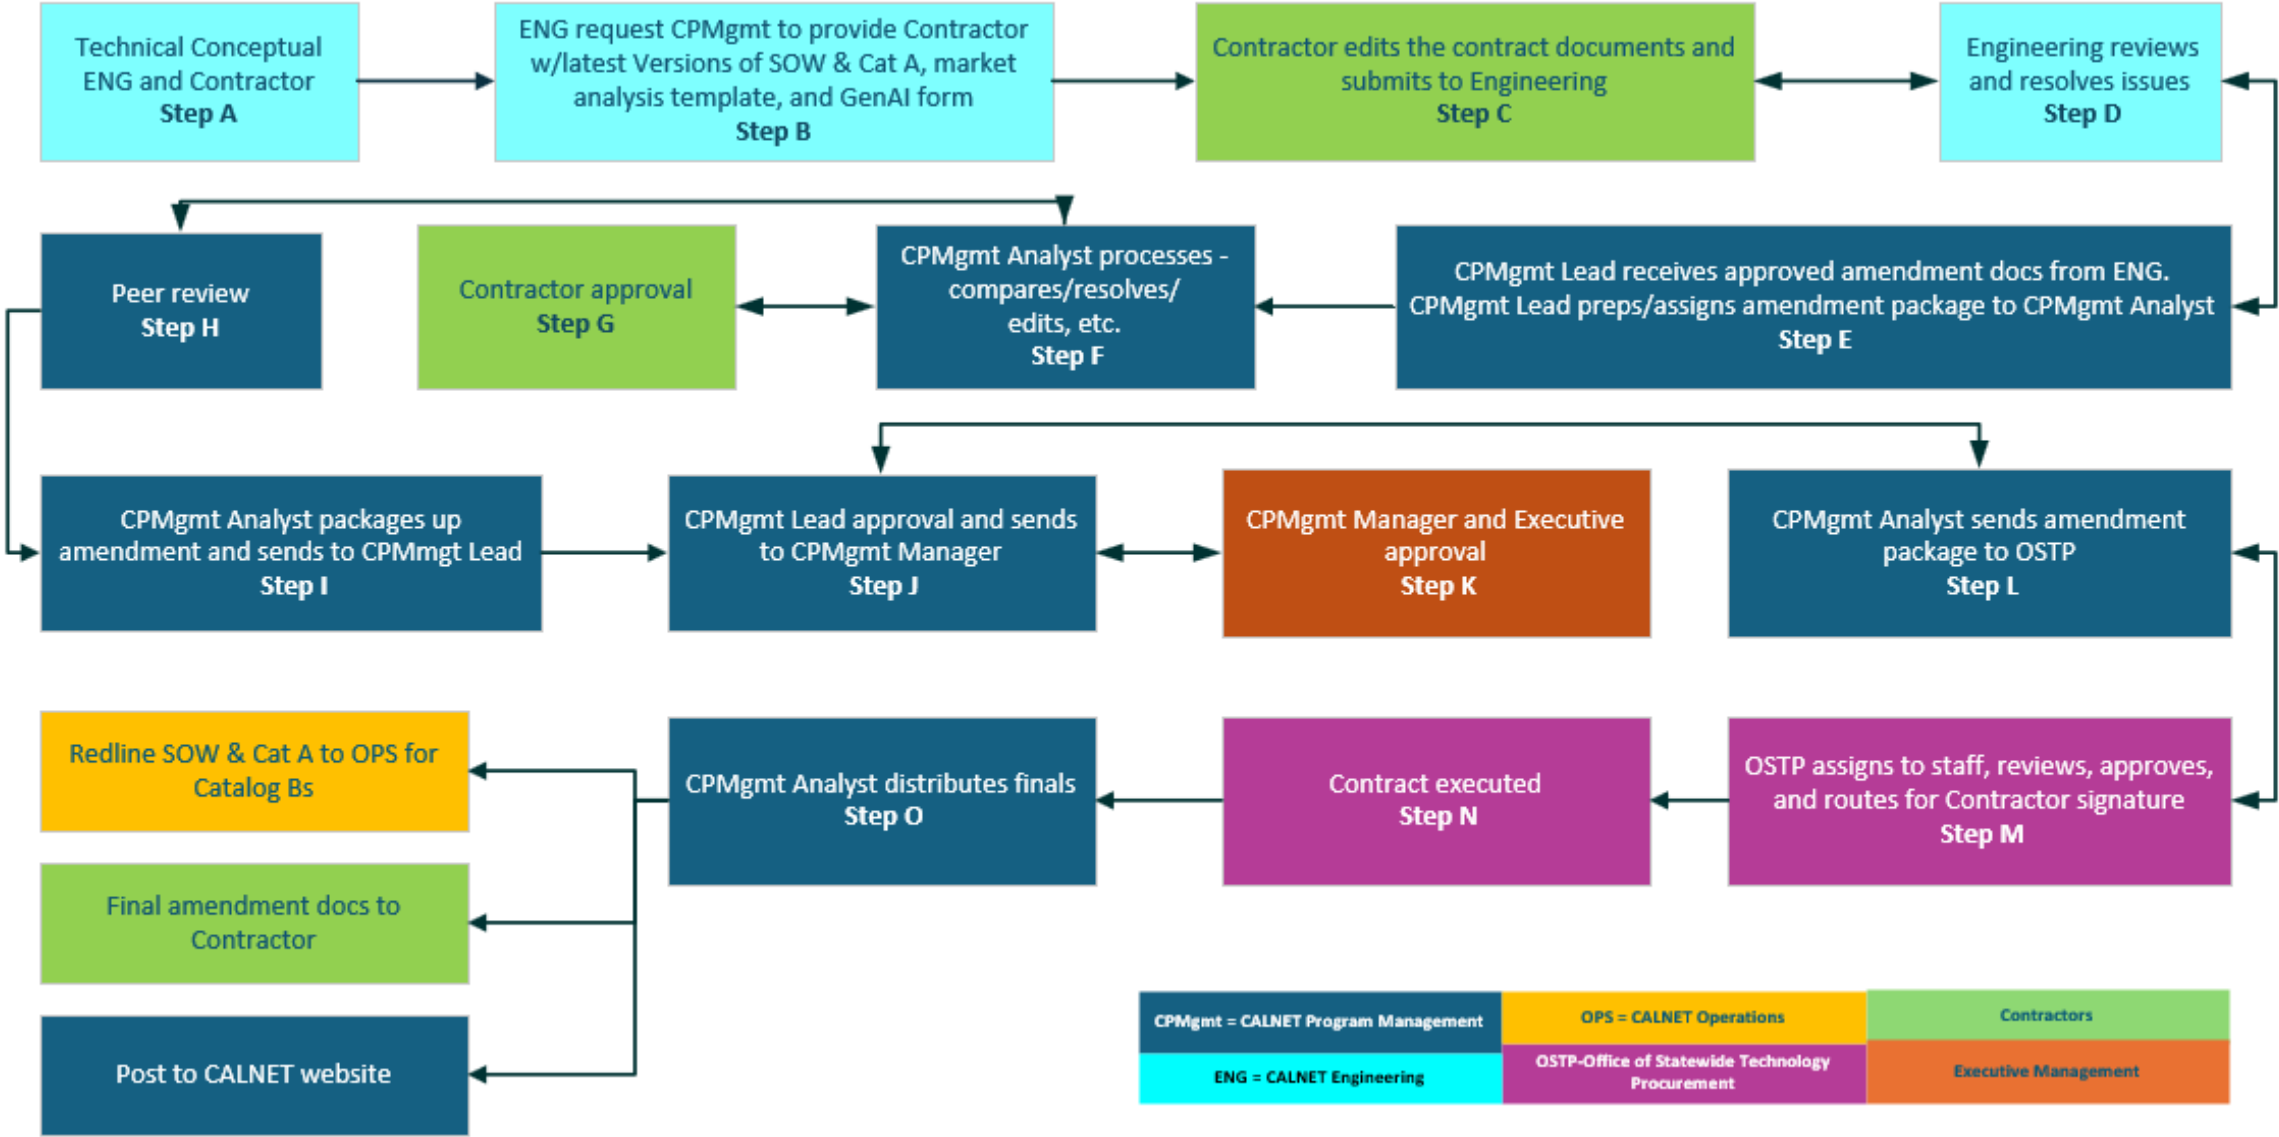 Technical Conceptual
ENG and Contractor
Step A
ENG request CPMgmt to provide Contractor
w/latest Versions of SOW & Cat A, market
analysis template, and GenAI form
Step B
Contractor edits the contract documents and
submits to Engineering
Step C
Engineering reviews
and resolves issues
Step D
Peer review
Step H
Contractor approval
Step G
CPMgmt Analyst processes -
compares/resolves/
edits, etc.
Step F
CPMgmt Lead receives approved amendment docs from ENG.
CPMgmt Lead preps/assigns amendment package to CPMgmt Analyst
Step E
CPMgmt Analyst packages up
amendment and sends to CPMmgt Lead
Step I
CPMgmt Lead approval and sends
to CPMgmt Manager
Step J
CPMgmt Manager and Executive
approval
Step K
CPMgmt Analyst sends amendment
package to OSTP
Step L
Redline SOW & Cat A to OPS for
Catalog Bs
CPMgmt Analyst distributes finals
Step O
Contract executed
Step N
OSTP assigns to staff, reviews, approves,
and routes for Contractor signature
Step M
Final amendment docs to
Contractor
Post to CALNET website
CPMgmt = CALNET Program Management
OPS = CALNET Operations
Contractors
ENG = CALNET Engineering
OSTP-Office of Statewide Technology
Procurement
Executive Management